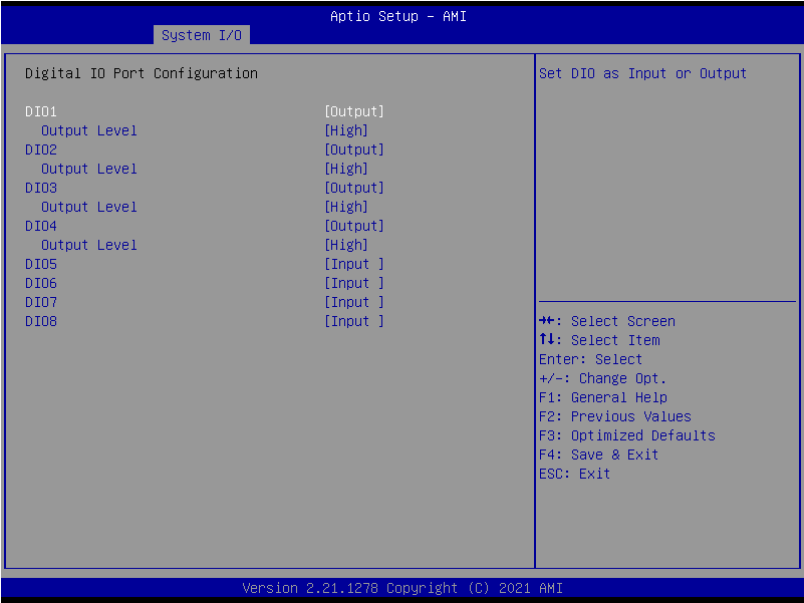 Aptio Setup – AMI
System I/O
Digital IO Port Configuration
DIO1 [Output]
Output Level [High]
DIO2 [Output]
Output Level [High]
DIO3 [Output]
Output Level [High]
DIO4 [Output]
Output Level [High]
DIO5 [Input ]
DIO6 [Input ]
DIO7 [Input ]
DIO8 [Input ]
Set DIO as Input or Output
→←: Select Screen
↑↓: Select Item
Enter: Select
+/-: Change Opt.
F1: General Help
F2: Previous Values
F3: Optimized Defaults
F4: Save & Exit
ESC: Exit
Version 2.21.1278 Copyright (C) 2021 AMI